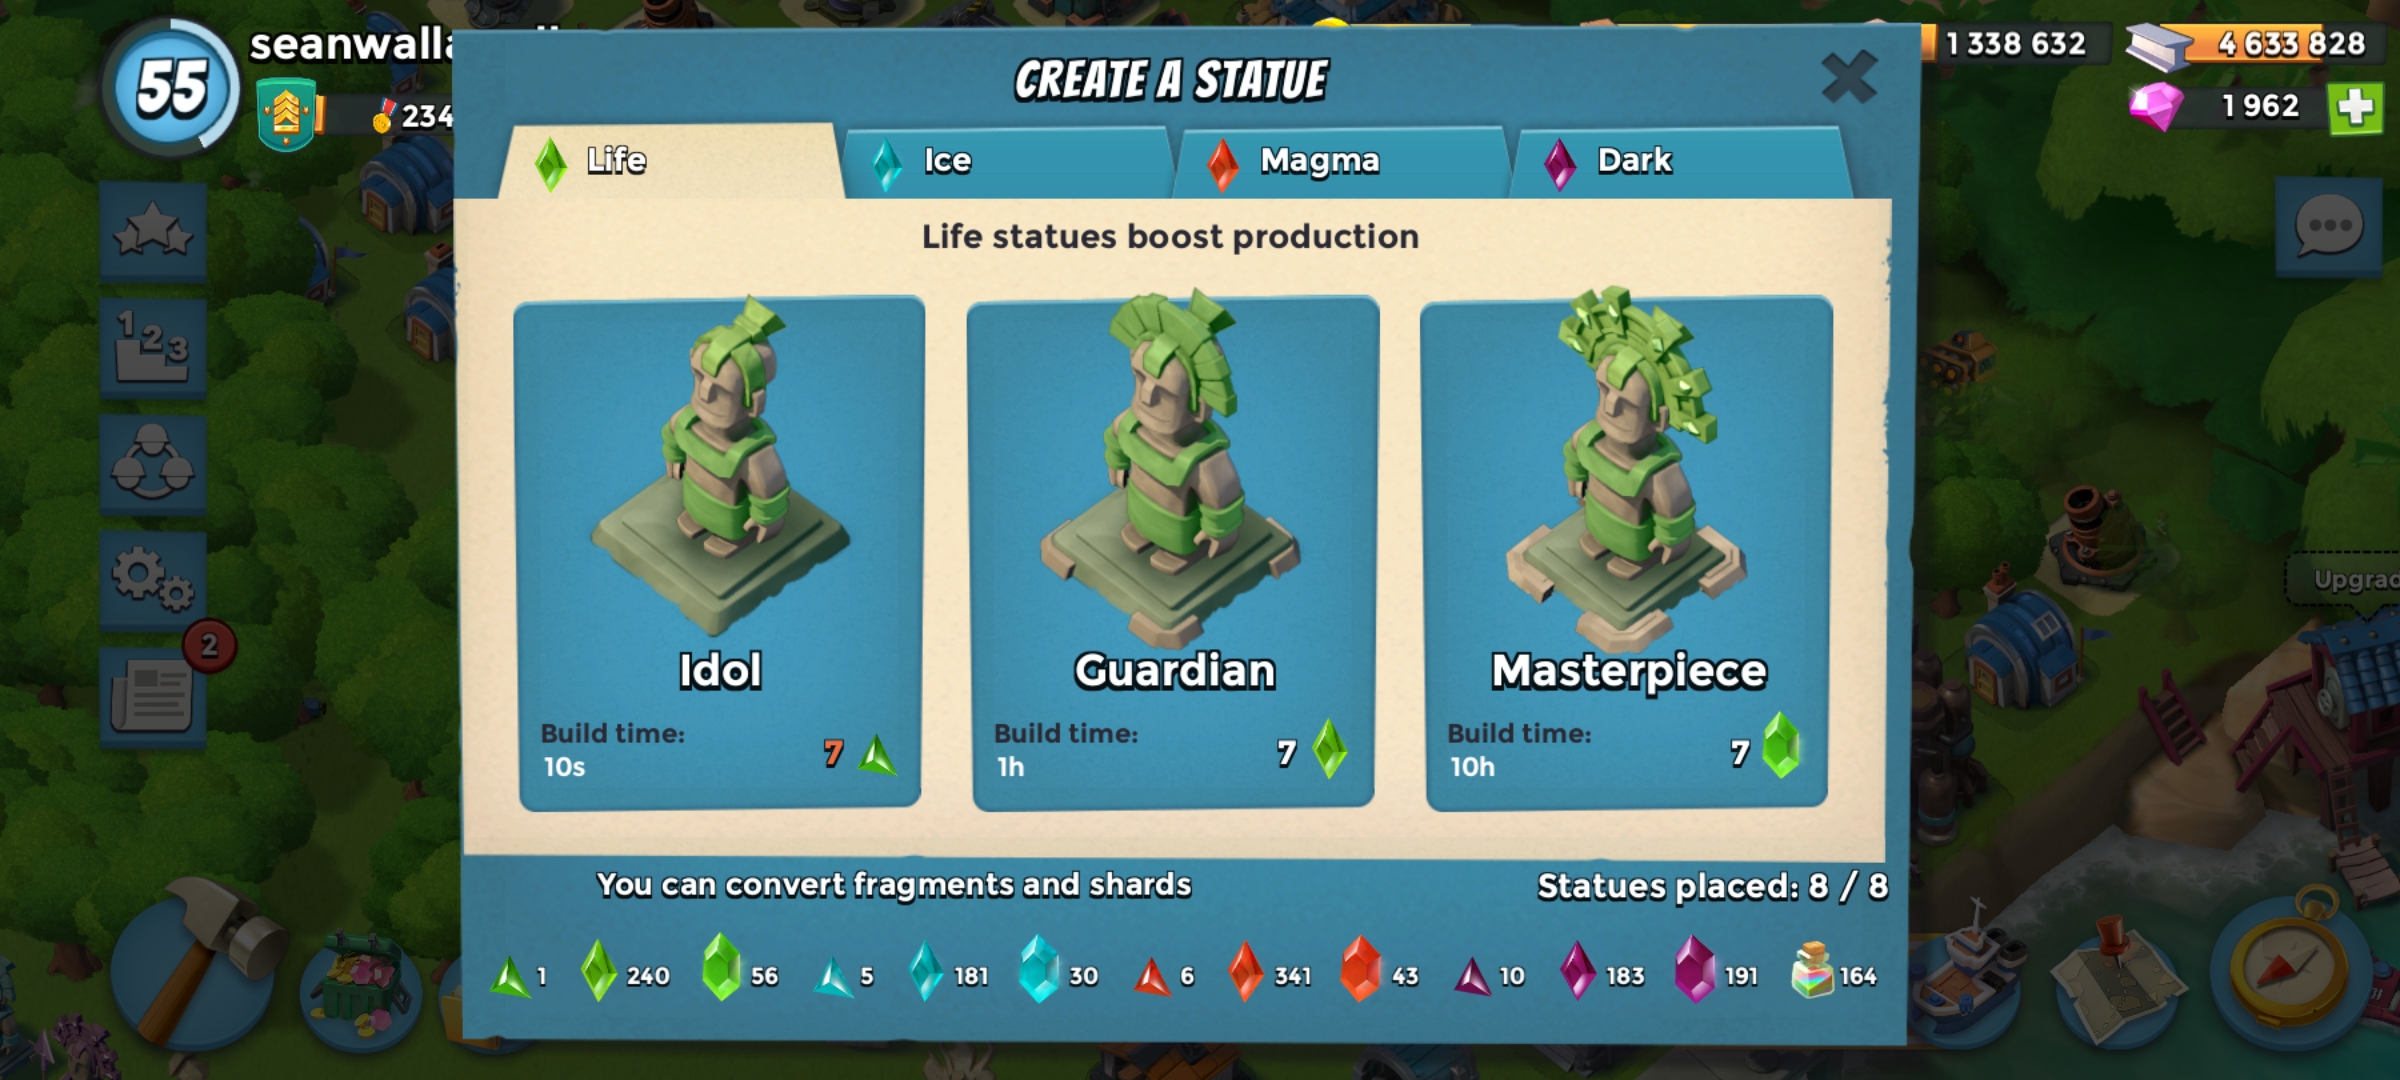 55
234
CREATE A STATUE
1 338 632
4 633 828
1 962
Life
Ice
Magma
Dark
Life statues boost production
1 2 3
2
Idol
Build time:
10s
7
Guardian
Build time:
1h
7
Masterpiece
Build time:
10h
7
You can convert fragments and shards
Statues placed: 8 / 8
1
240
56
5
181
30
6
341
43
10
183
191
164